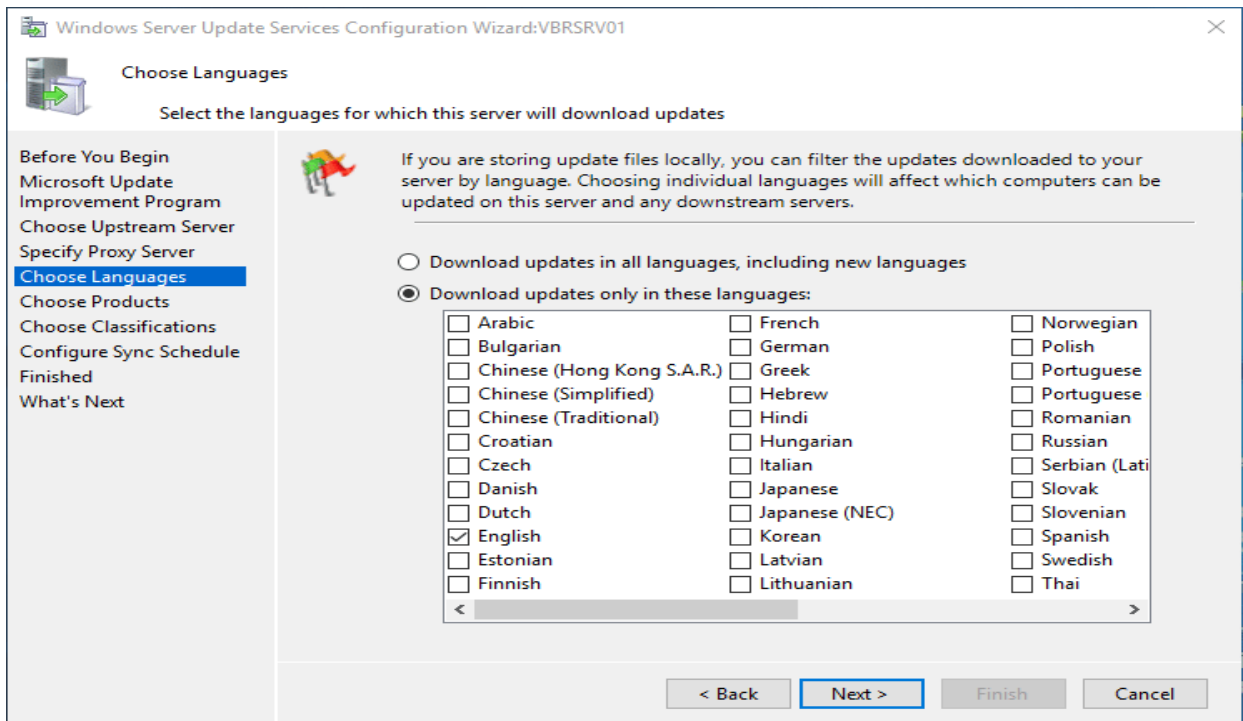 Windows Server Update Services Configuration Wizard:VBRSRV01
Choose Languages
Select the languages for which this server will download updates
Before You Begin
Microsoft Update
Improvement Program
Choose Upstream Server
Specify Proxy Server
Choose Languages
Choose Products
Choose Classifications
Configure Sync Schedule
Finished
What's Next
If you are storing update files locally, you can filter the updates downloaded to your
server by language. Choosing individual languages will affect which computers can be
updated on this server and any downstream servers.
Download updates in all languages, including new languages
Download updates only in these languages:
Arabic
Bulgarian
Chinese (Hong Kong S.A.R.)
Chinese (Simplified)
Chinese (Traditional)
Croatian
Czech
Danish
Dutch
English
Estonian
Finnish
French
German
Greek
Hebrew
Hindi
Hungarian
Italian
Japanese
Japanese (NEC)
Korean
Latvian
Lithuanian
Norwegian
Polish
Portuguese
Portuguese
Romanian
Russian
Serbian (Lati
Slovak
Slovenian
Spanish
Swedish
Thai
< Back
Next >
Finish
Cancel